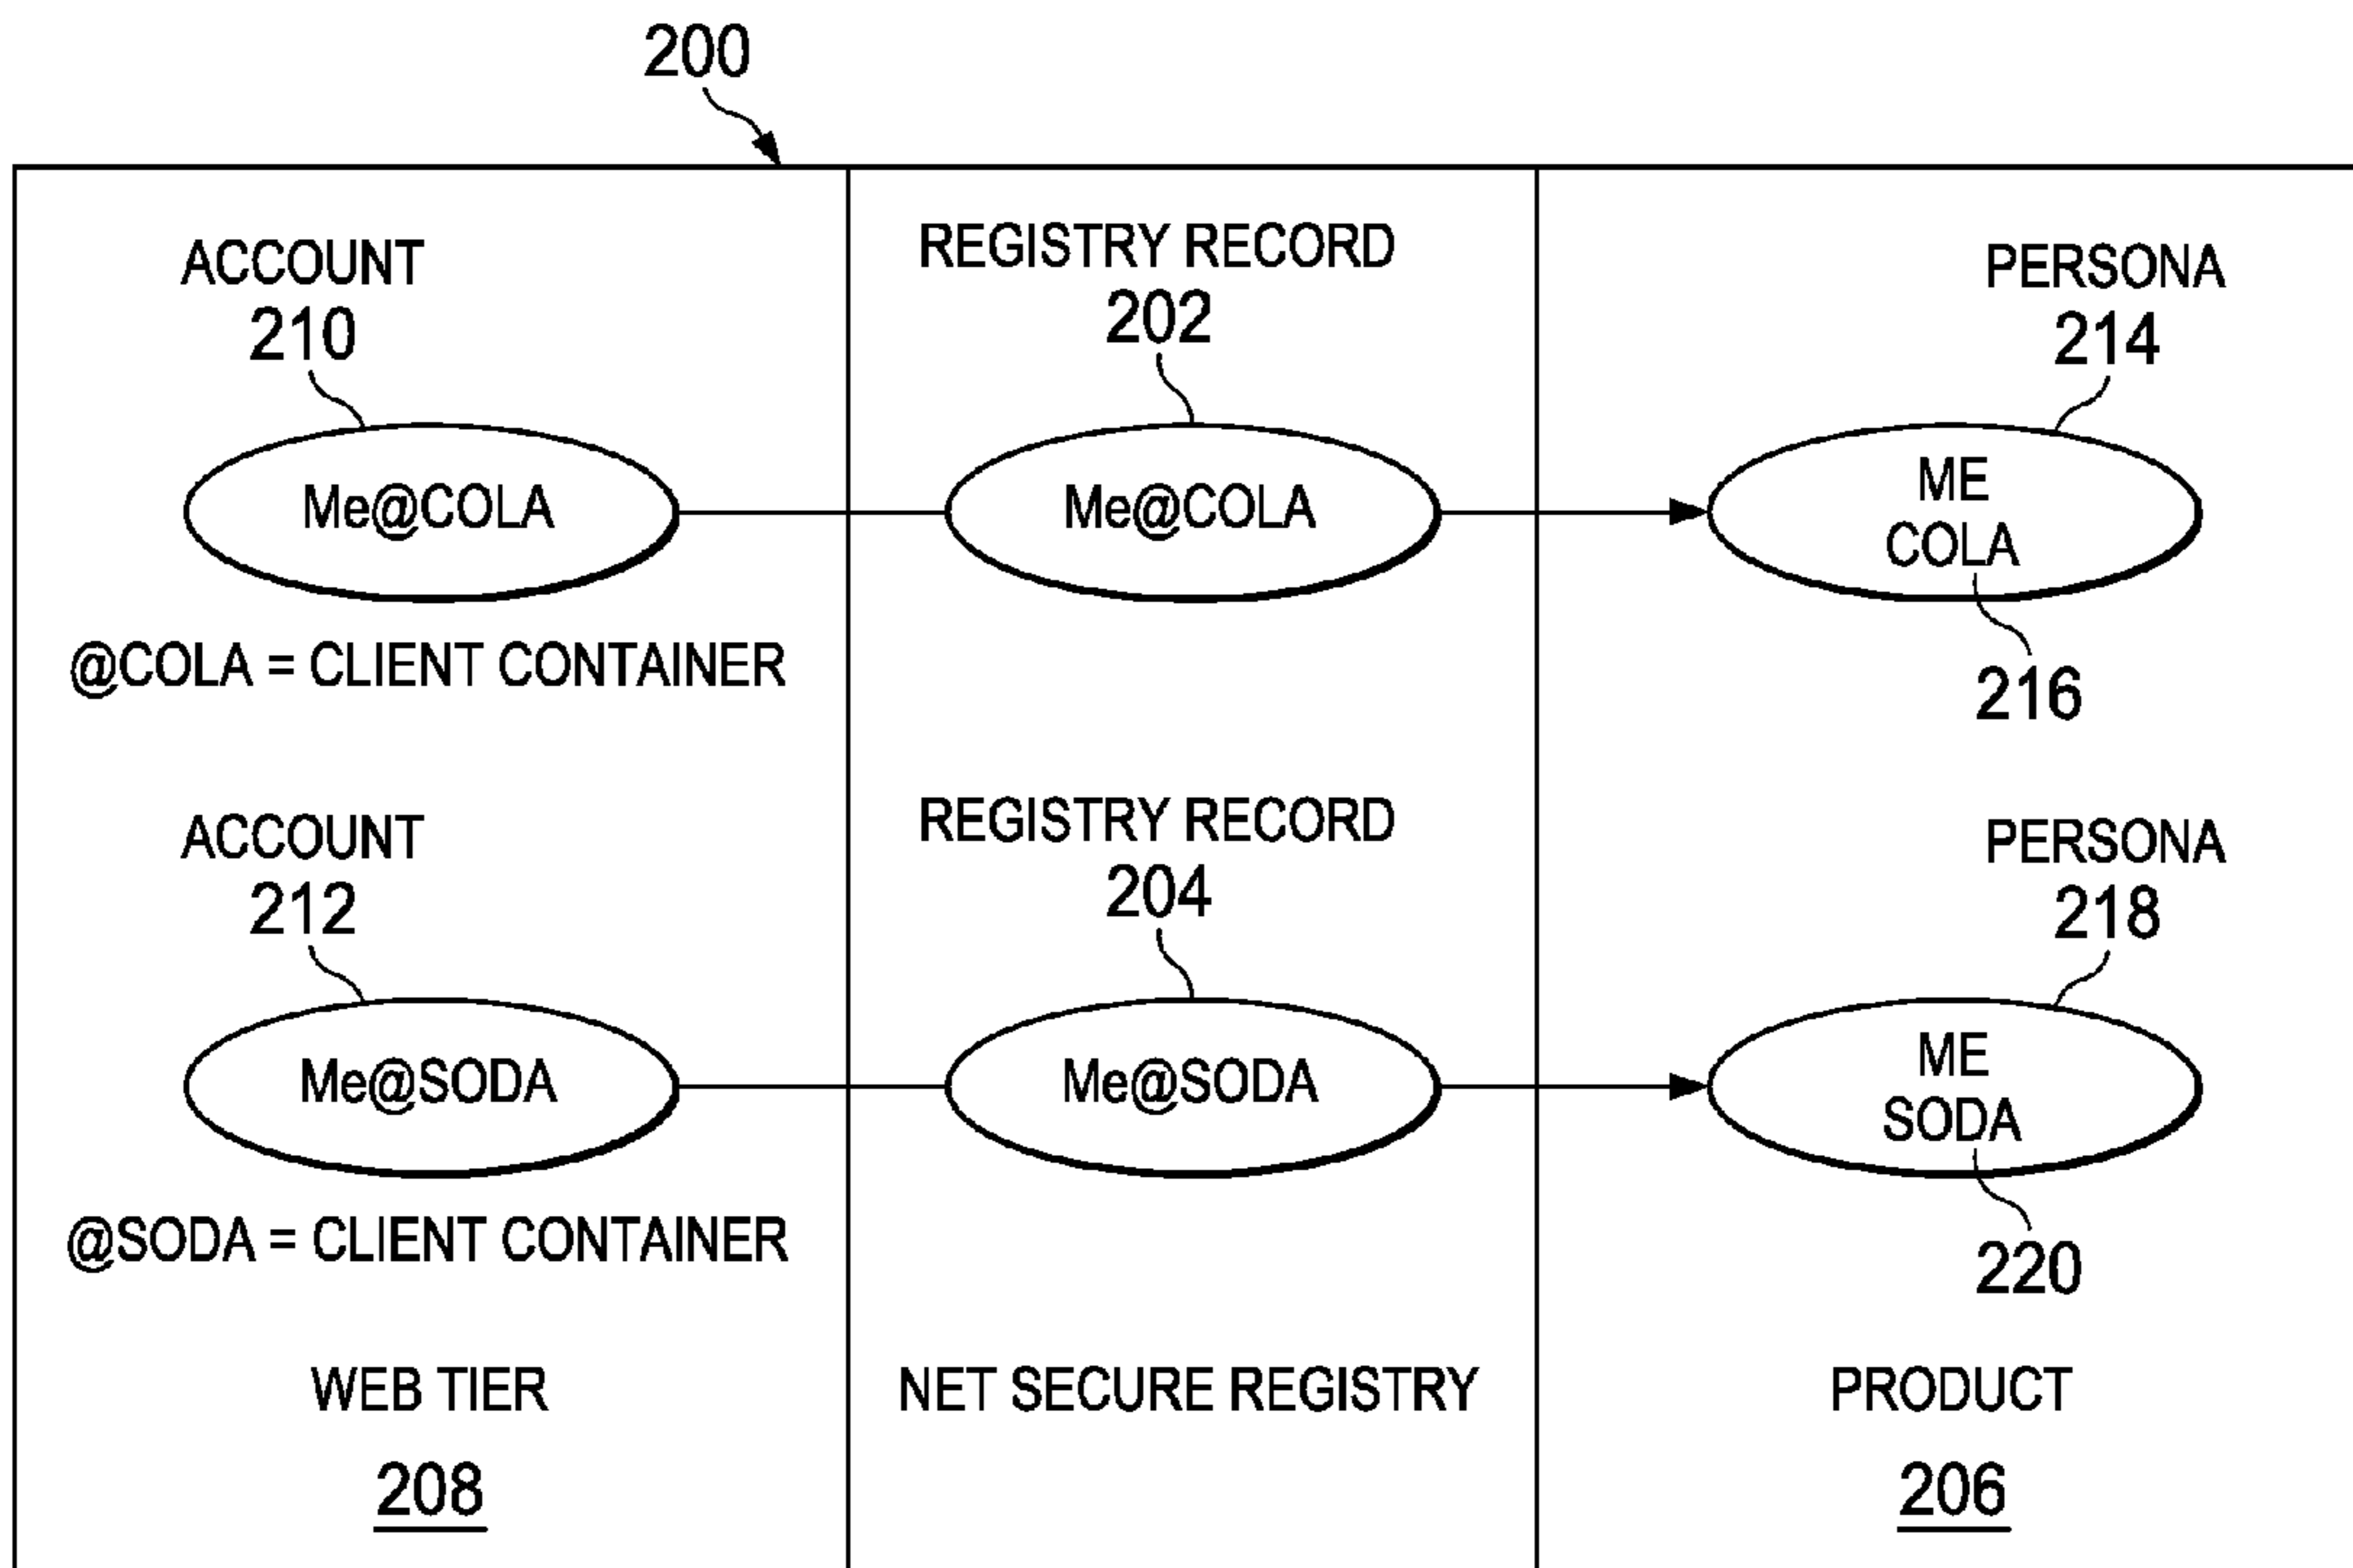 200
ACCOUNT
210
Me@COLA
@COLA = CLIENT CONTAINER
ACCOUNT
212
Me@SODA
@SODA = CLIENT CONTAINER
WEB TIER
208
REGISTRY RECORD
202
Me@COLA
REGISTRY RECORD
204
Me@SODA
NET SECURE REGISTRY
PERSONA
214
ME
COLA
216
PERSONA
218
ME
SODA
220
PRODUCT
206